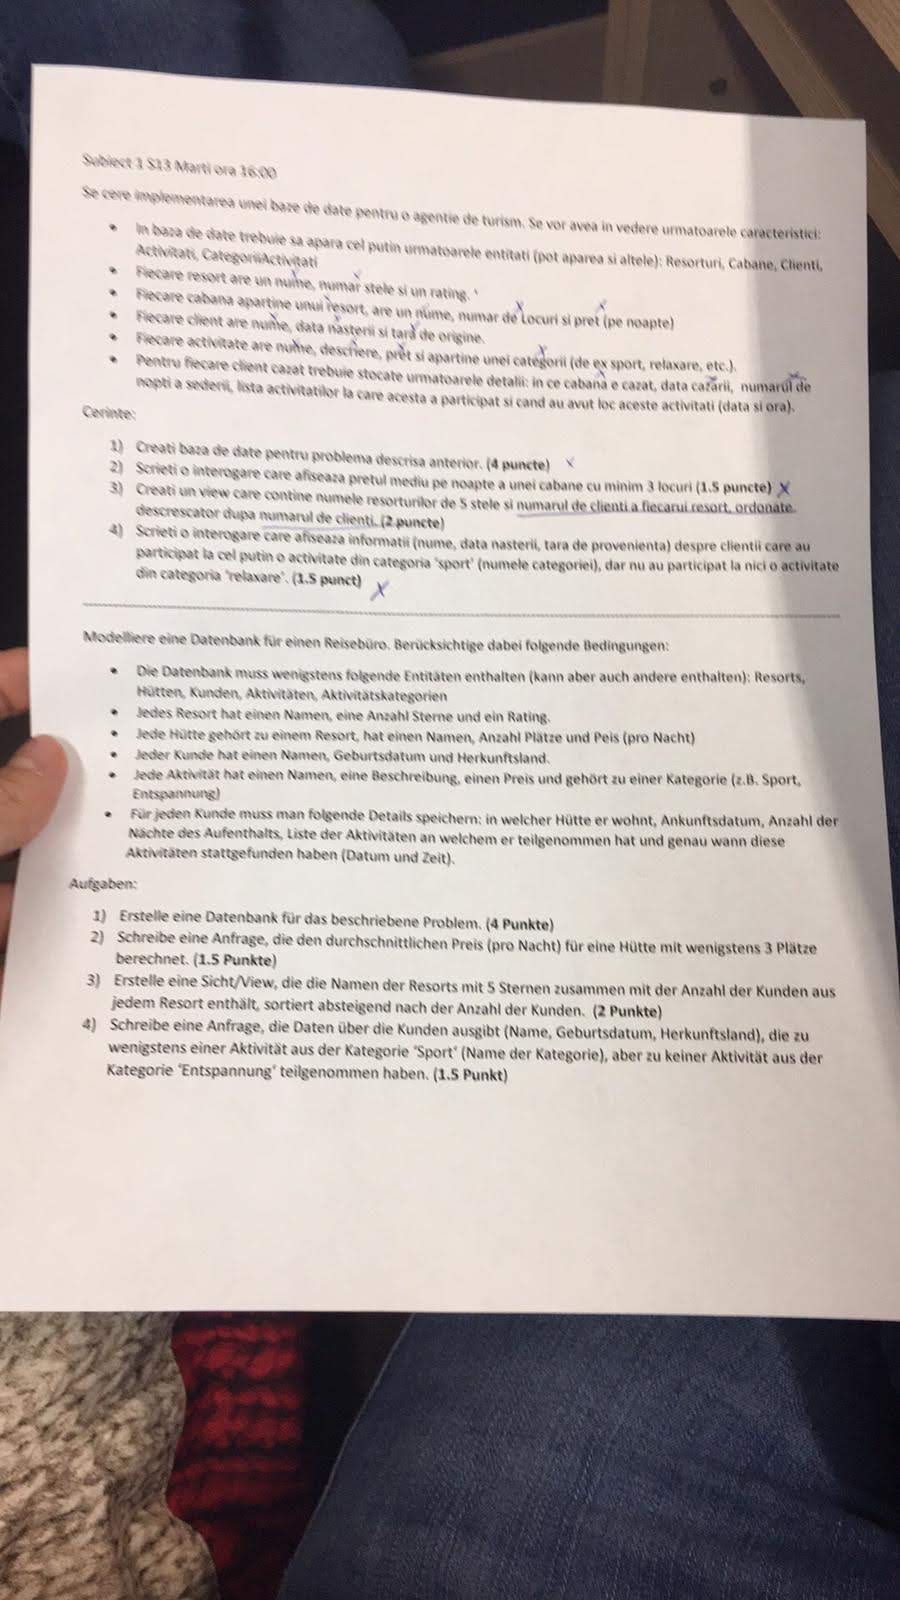 Subiect 1 S13 Marti ora 16:00
Se cere implementarea unei baze de date pentru o agentie de turism. Se vor avea in vedere urmatoarele caracteristici:
• In baza de date trebuie sa apara cel putin urmatoarele entitati (pot aparea si altele): Resorturi, Cabane, Clienti,
Activitati, CategoriiActivitati
• Fiecare resort are un nume, numar stele si un rating.
• Fiecare cabana apartine unui resort, are un nume, numar de Locuri si pret (pe noapte)
• Fiecare client are nume, data nasterii si tara de origine.
• Fiecare activitate are nume, descriere, pret si apartine unei categorii (de ex sport, relaxare, etc.).
• Pentru fiecare client cazat trebuie stocate urmatoarele detalii: in ce cabana e cazat, data cazarii, numarul de
nopti a sederii, lista activitatilor la care acesta a participat si cand au avut loc aceste activitati (data si ora).
Cerinte:
1) Creati baza de date pentru problema descrisa anterior. (4 puncte) x
2) Scrieti o interogare care afiseaza pretul mediu pe noapte a unei cabane cu minim 3 locuri (1.5 puncte) X
3) Creati un view care contine numele resorturilor de 5 stele si numarul de clienti a fiecarui resort, ordonate
descrescator dupa numarul de clienti. (2 puncte)
4) Scrieti o interogare care afiseaza informatii (nume, data nasterii, tara de provenienta) despre clientii care au
participat la cel putin o activitate din categoria 'sport' (numele categoriei), dar nu au participat la nici o activitate
din categoria 'relaxare'. (1.5 punct) X
Modelliere eine Datenbank für einen Reisebüro. Berücksichtige dabei folgende Bedingungen:
• Die Datenbank muss wenigstens folgende Entitäten enthalten (kann aber auch andere enthalten): Resorts,
Hütten, Kunden, Aktivitäten, Aktivitätskategorien
• Jedes Resort hat einen Namen, eine Anzahl Sterne und ein Rating.
• Jede Hütte gehört zu einem Resort, hat einen Namen, Anzahl Plätze und Peis (pro Nacht)
• Jeder Kunde hat einen Namen, Geburtsdatum und Herkunftsland.
• Jede Aktivität hat einen Namen, eine Beschreibung, einen Preis und gehört zu einer Kategorie (z.B. Sport,
Entspannung)
• Für jeden Kunde muss man folgende Details speichern: in welcher Hütte er wohnt, Ankunftsdatum, Anzahl der
Nächte des Aufenthalts, Liste der Aktivitäten an welchem er teilgenommen hat und genau wann diese
Aktivitäten stattgefunden haben (Datum und Zeit).
Aufgaben:
1) Erstelle eine Datenbank für das beschriebene Problem. (4 Punkte)
2) Schreibe eine Anfrage, die den durchschnittlichen Preis (pro Nacht) für eine Hütte mit wenigstens 3 Plätze
berechnet. (1.5 Punkte)
3) Erstelle eine Sicht/View, die die Namen der Resorts mit 5 Sternen zusammen mit der Anzahl der Kunden aus
jedem Resort enthält, sortiert absteigend nach der Anzahl der Kunden. (2 Punkte)
4) Schreibe eine Anfrage, die Daten über die Kunden ausgibt (Name, Geburtsdatum, Herkunftsland), die zu
wenigstens einer Aktivität aus der Kategorie 'Sport' (Name der Kategorie), aber zu keiner Aktivität aus der
Kategorie 'Entspannung' teilgenommen haben. (1.5 Punkt)